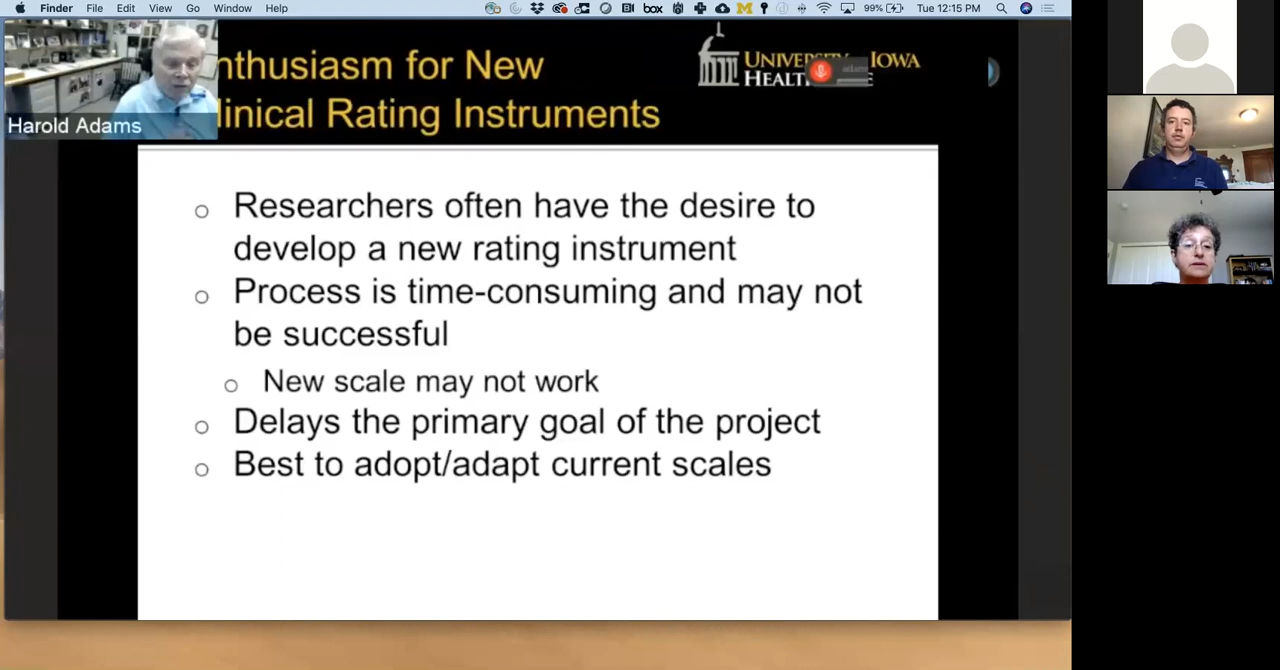 Finder File Edit View Go Window Help box 99% Tue 12:15 PM
nthusiasm for New
linical Rating Instruments
Harold Adams
IOWA
○ Researchers often have the desire to
develop a new rating instrument
○ Process is time-consuming and may not
be successful
○ New scale may not work
○ Delays the primary goal of the project
○ Best to adopt/adapt current scales